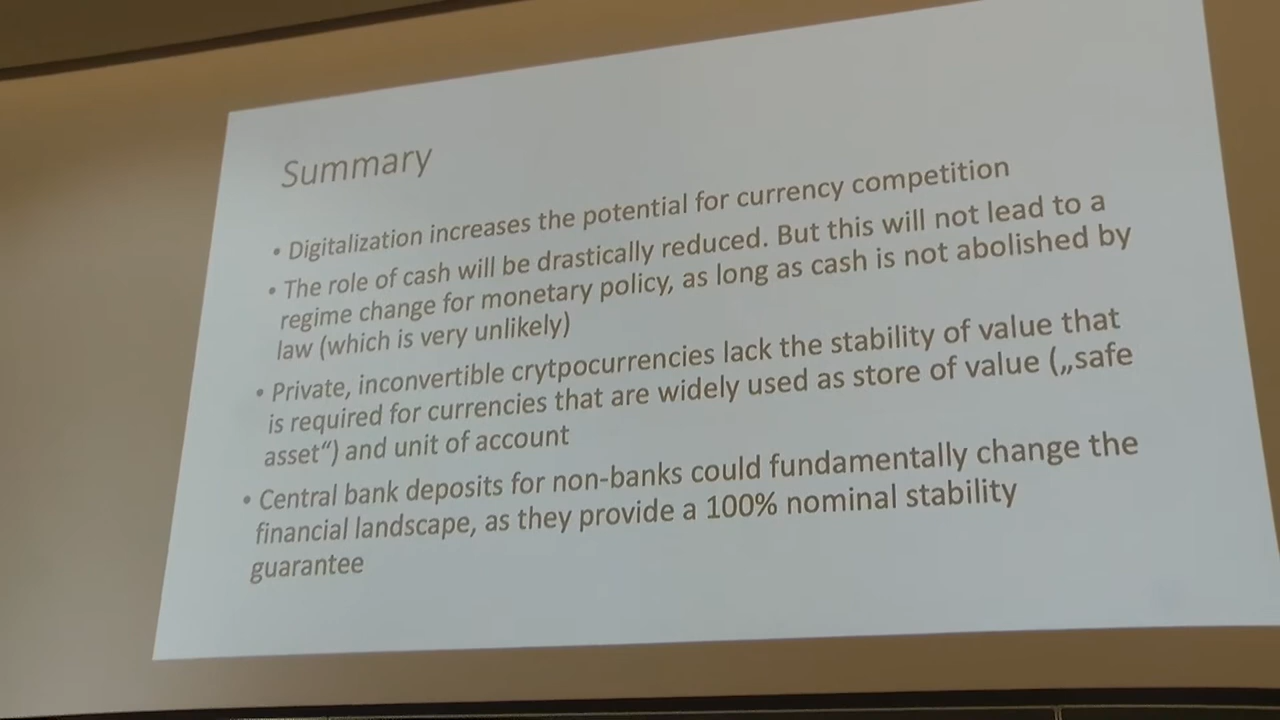 Summary
• Digitalization increases the potential for currency competition
• The role of cash will be drastically reduced. But this will not lead to a
regime change for monetary policy, as long as cash is not abolished by
law (which is very unlikely)
• Private, inconvertible crytpocurrencies lack the stability of value that
is required for currencies that are widely used as store of value („safe
asset“) and unit of account
• Central bank deposits for non-banks could fundamentally change the
financial landscape, as they provide a 100% nominal stability
guarantee